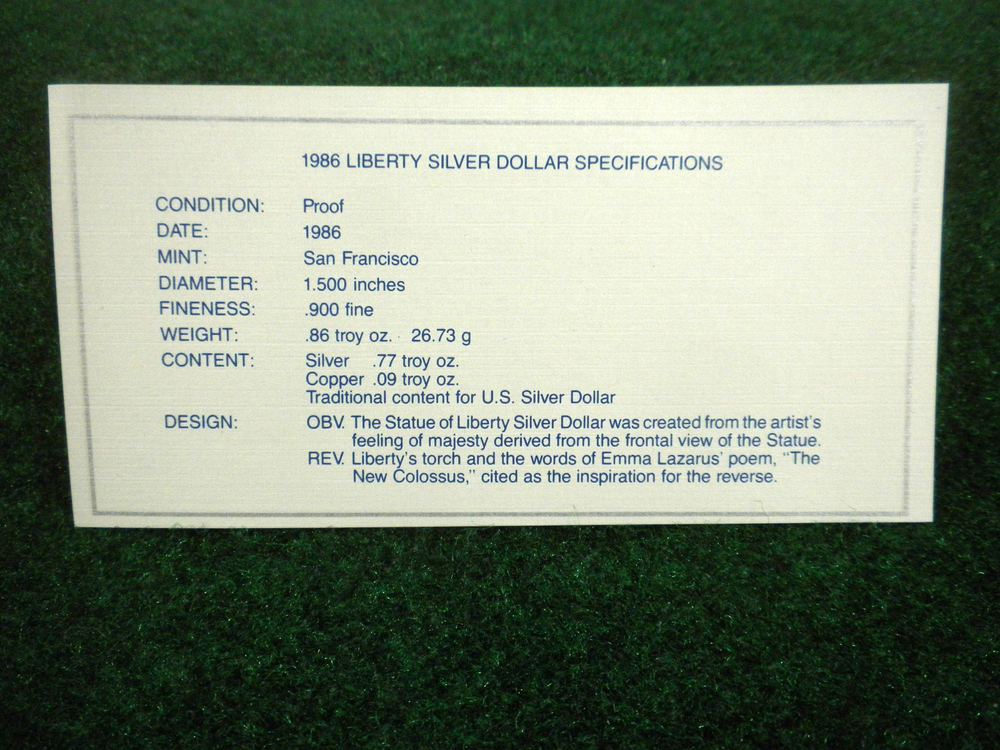 1986 LIBERTY SILVER DOLLAR SPECIFICATIONS
CONDITION: Proof
DATE: 1986
MINT: San Francisco
DIAMETER: 1.500 inches
FINENESS: .900 fine
WEIGHT: .86 troy oz. 26.73 g
CONTENT: Silver .77 troy oz.
Copper .09 troy oz.
Traditional content for U.S. Silver Dollar
DESIGN: OBV. The Statue of Liberty Silver Dollar was created from the artist's
feeling of majesty derived from the frontal view of the Statue.
REV. Liberty's torch and the words of Emma Lazarus' poem, "The
New Colossus," cited as the inspiration for the reverse.